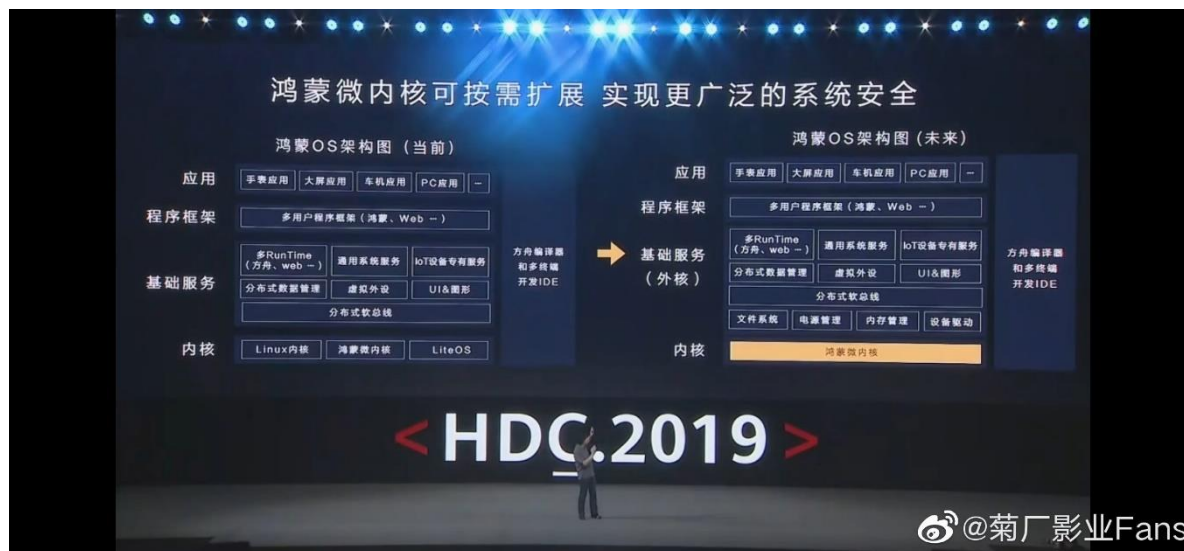 鸿蒙微内核可按需扩展 实现更广泛的系统安全
鸿蒙OS架构图（当前）
应用
手表应用 大屏应用 车机应用 PC应用 ...
程序框架
多用户程序框架（鸿蒙、Web ...）
基础服务
多RunTime
（方舟、web ...）
通用系统服务 IoT设备专有服务
分布式数据管理 虚拟外设 UI&图形
分布式软总线
内核
Linux内核 鸿蒙微内核 LiteOS
方舟编译器
和多终端
开发IDE
鸿蒙OS架构图（未来）
应用
手表应用 大屏应用 车机应用 PC应用 ...
程序框架
多用户程序框架（鸿蒙、Web ...）
基础服务
（外核）
多RunTime
（方舟、web ...）
通用系统服务 IoT设备专有服务
分布式数据管理 虚拟外设 UI&图形
分布式软总线
文件系统 电源管理 内存管理 设备驱动
内核
鸿蒙微内核
方舟编译器
和多终端
开发IDE
<HDC.2019>
@菊厂影业Fans